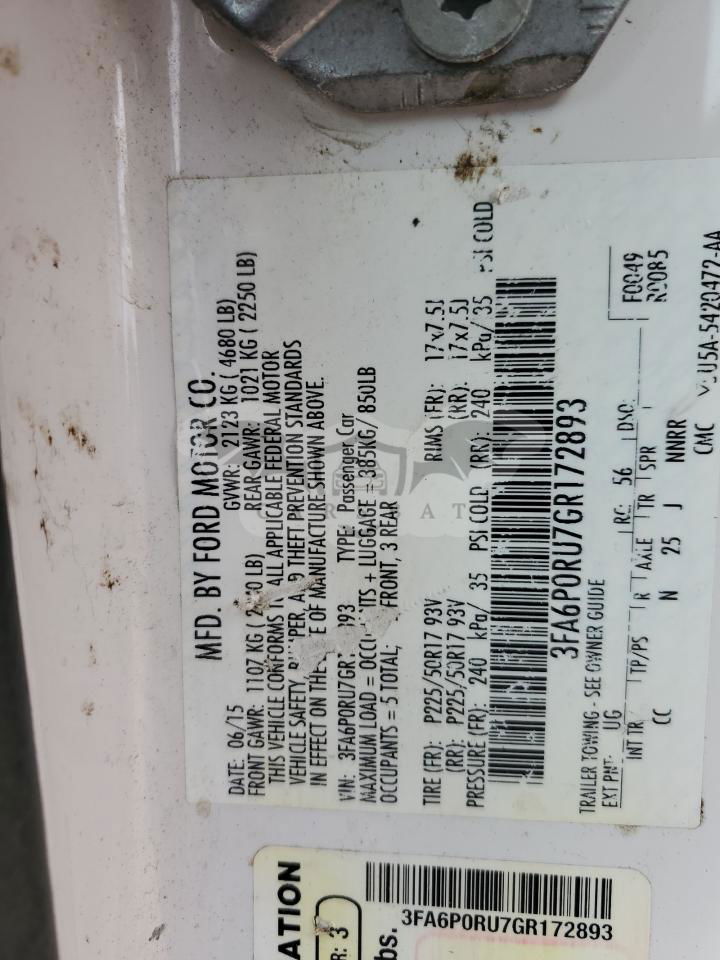 MFD. BY FORD MOTOR CO.
DATE: 06/15 GVWR: 2123 KG ( 4680 LB)
FRONT GAWR: 1107 KG ( LB) REAR GAWR: 1021 KG ( 2250 LB)
THIS VEHICLE CONFORMS ALL APPLICABLE FEDERAL MOTOR
VEHICLE SAFETY, THEFT PREVENTION STANDARDS
IN EFFECT ON THE OF MANUFACTURE SHOWN ABOVE.
VIN: 3FA6P0RU7GR TYPE: Passenger Car
MAXIMUM LOAD = + LUGGAGE = 385KG/ 850LB
OCCUPANTS = 5 TOTAL, FRONT, 3 REAR
TIRE (FR): P225/50R17 93V RIMS (FR): 17x7.5J
(RR): P225/50R17 93V (RR): 17x7.5J
PRESSURE (FR): 240 kPa/ 35 PSI COLD (RR): 240 kPa/ 35 PSI COLD
3FA6P0RU7GR172893
TRAILER TOWING - SEE OWNER GUIDE
EXT PNT: UG RC: 56 DSO: F0049
R0085
INT TR TP/PS R AXLE TR SPR
CC N 25 J NNRR
CMC U5A-5420472-AA
ATION
R: 3
bs.
3FA6P0RU7GR172893